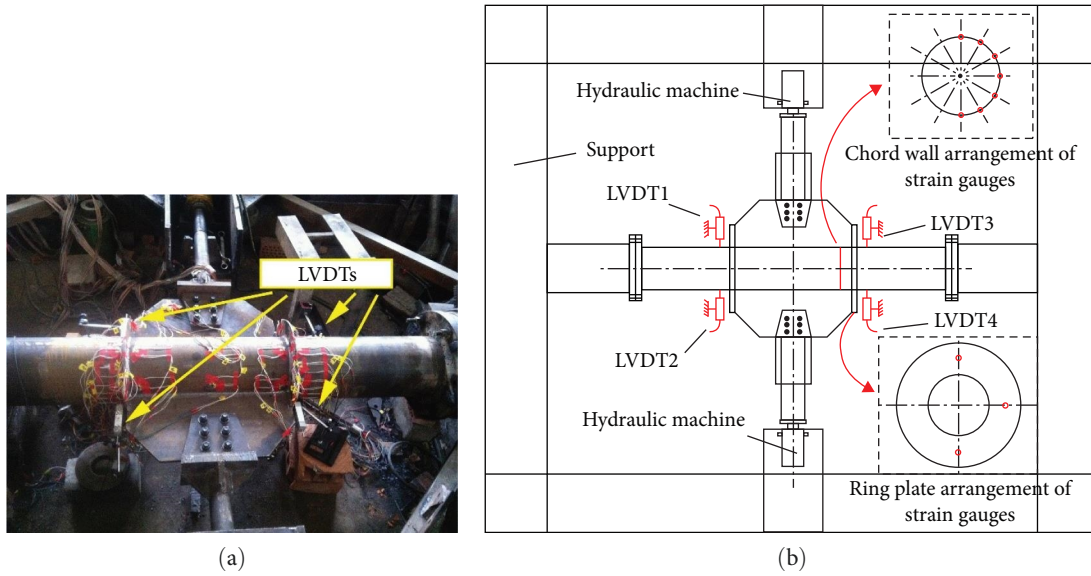 LVDTs
(a)
Hydraulic machine
Support
LVDT1
LVDT2
LVDT3
LVDT4
Hydraulic machine
Chord wall arrangement of
strain gauges
Ring plate arrangement of
strain gauges
(b)